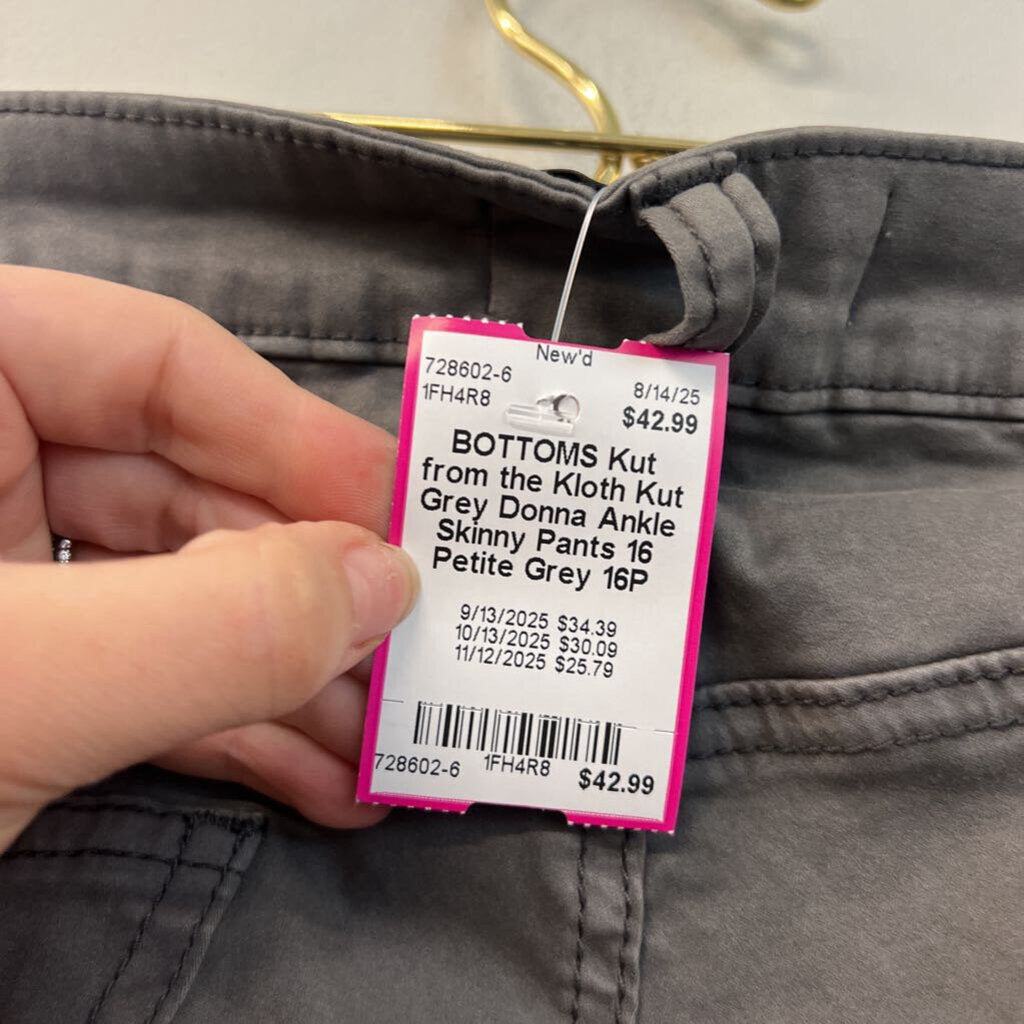 New'd
728602-6
8/14/25
1FH4R8
$42.99
BOTTOMS Kut
from the Kloth Kut
Grey Donna Ankle
Skinny Pants 16
Petite Grey 16P
9/13/2025 $34.39
10/13/2025 $30.09
11/12/2025 $25.79
728602-6 1FH4R8 $42.99